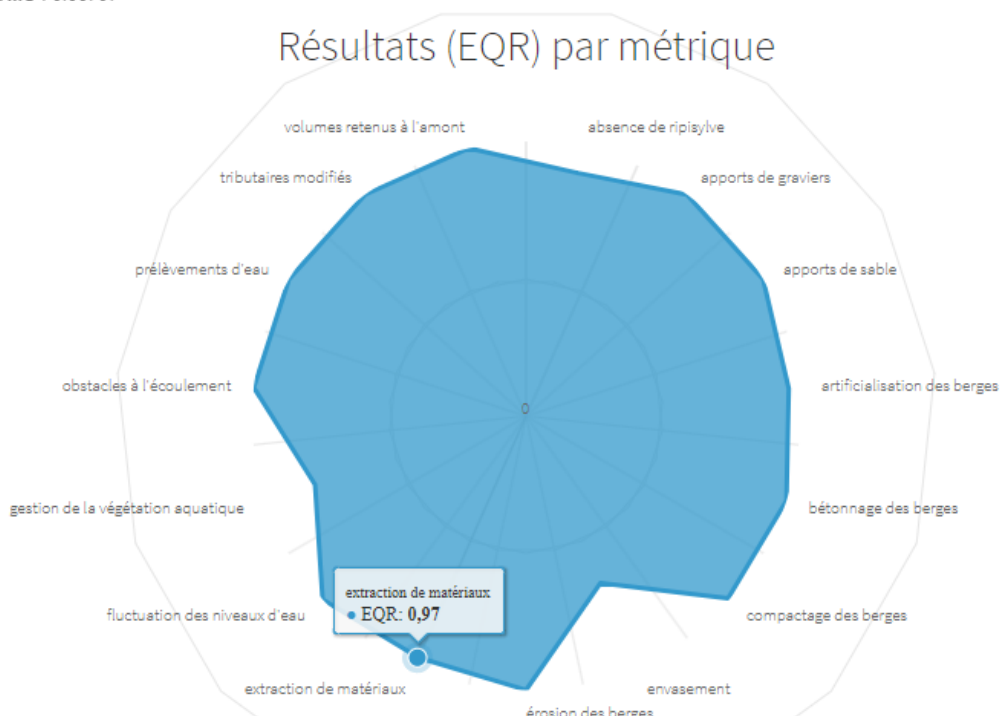 Résultats (EQR) par métrique
volumes retenus à l'amont
absence de ripisylve
tributaires modifiés
apports de graviers
prélèvements d'eau
apports de sable
obstacles à l'écoulement
artificialisation des berges
0
gestion de la végétation aquatique
bétonnage des berges
extraction de matériaux
EQR: 0,97
fluctuation des niveaux d'eau
compactage des berges
extraction de matériaux
envasement
érosion des berges